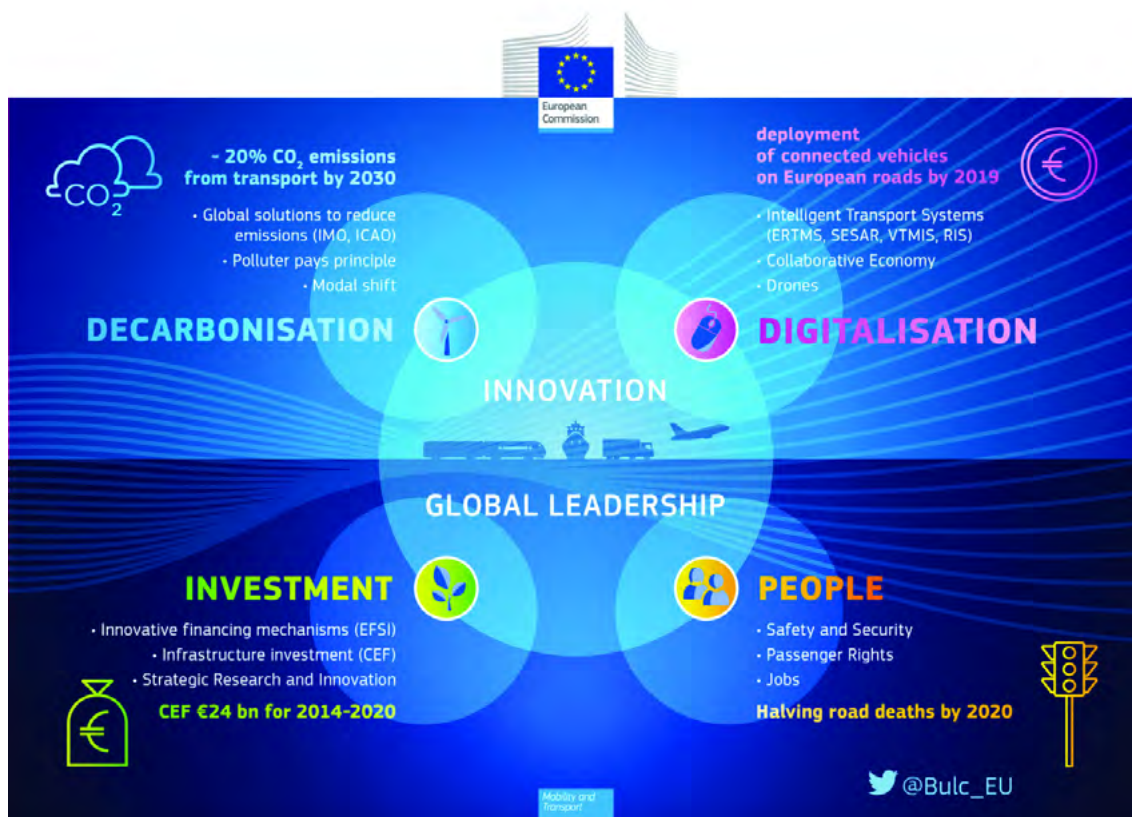 European
Commission
- 20% CO2 emissions
from transport by 2030
• Global solutions to reduce
emissions (IMO, ICAO)
• Polluter pays principle
• Modal shift
DECARBONISATION
CO2
deployment
of connected vehicles
on European roads by 2019
• Intelligent Transport Systems
(ERTMS, SESAR, VTMIS, RIS)
• Collaborative Economy
• Drones
DIGITALISATION
€
INNOVATION
GLOBAL LEADERSHIP
INVESTMENT
• Innovative financing mechanisms (EFSI)
• Infrastructure investment (CEF)
• Strategic Research and Innovation
CEF €24 bn for 2014-2020
€
PEOPLE
• Safety and Security
• Passenger Rights
• Jobs
Halving road deaths by 2020
@Bulc_EU
Mobility and
Transport